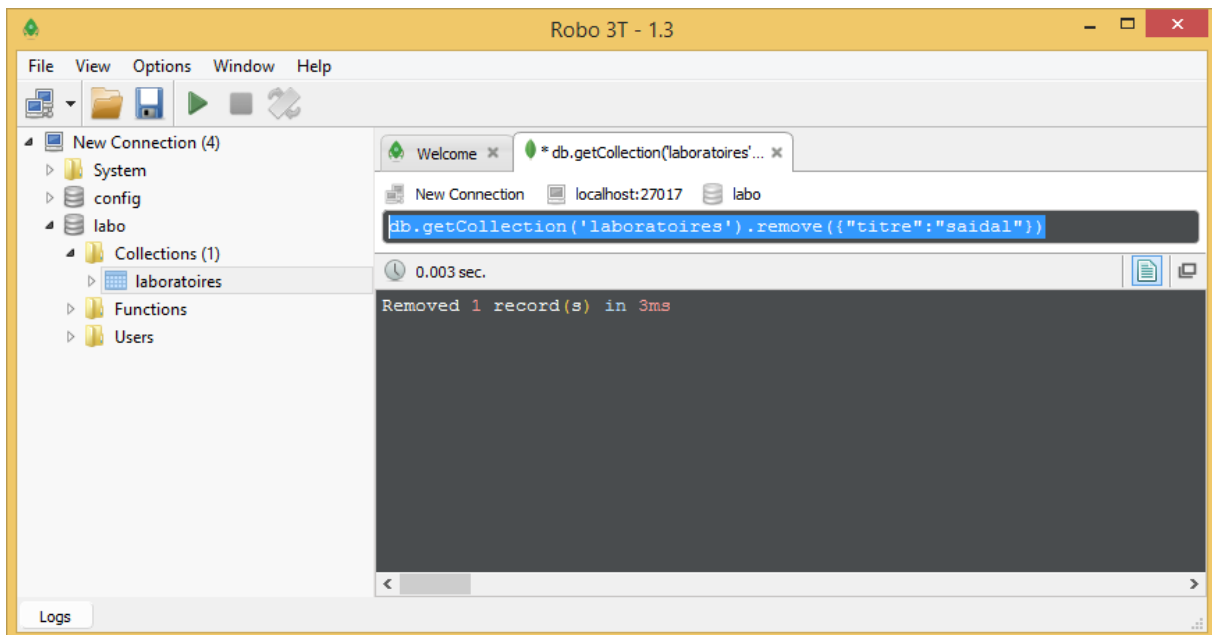 Robo 3T - 1.3
File View Options Window Help
New Connection (4)
System
config
labo
Collections (1)
laboratoires
Functions
Users
Welcome * db.getCollection('laboratoires'...
New Connection localhost:27017 labo
db.getCollection('laboratoires').remove({"titre":"saidal"})
0.003 sec.
Removed 1 record(s) in 3ms
Logs